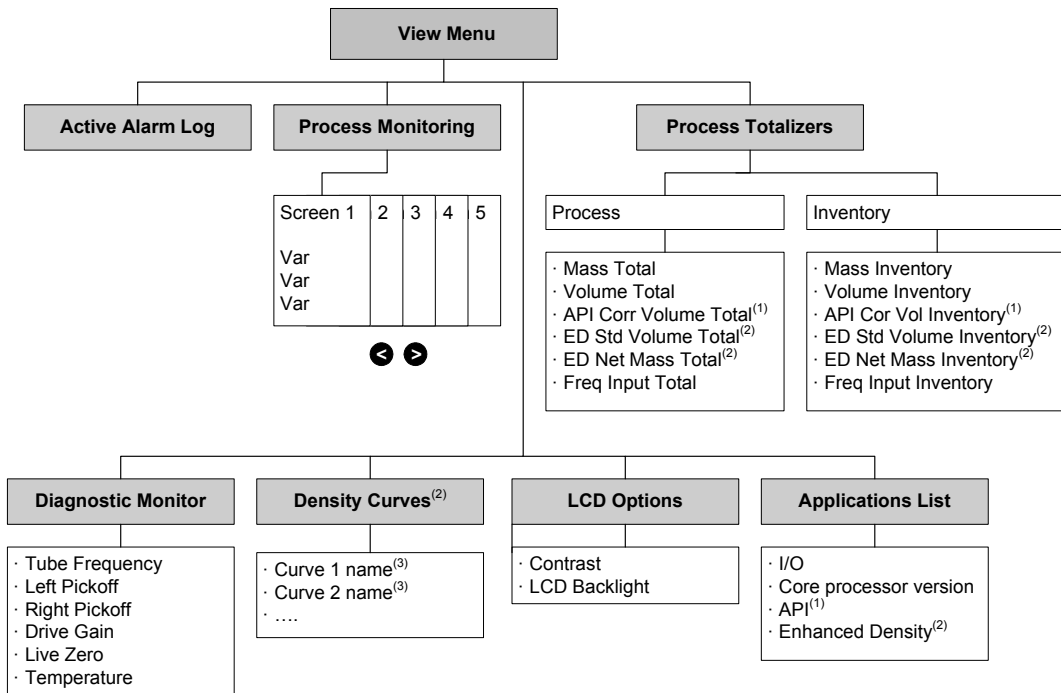 View Menu
Active Alarm Log
Process Monitoring
Process Totalizers
Screen 1 2 3 4 5
Var
Var
Var
< >
Process
· Mass Total
· Volume Total
· API Corr Volume Total(1)
· ED Std Volume Total(2)
· ED Net Mass Total(2)
· Freq Input Total
Inventory
· Mass Inventory
· Volume Inventory
· API Cor Vol Inventory(1)
· ED Std Volume Inventory(2)
· ED Net Mass Inventory(2)
· Freq Input Inventory
Diagnostic Monitor
· Tube Frequency
· Left Pickoff
· Right Pickoff
· Drive Gain
· Live Zero
· Temperature
Density Curves(2)
· Curve 1 name(3)
· Curve 2 name(3)
· ....
LCD Options
· Contrast
· LCD Backlight
Applications List
· I/O
· Core processor version
· API(1)
· Enhanced Density(2)